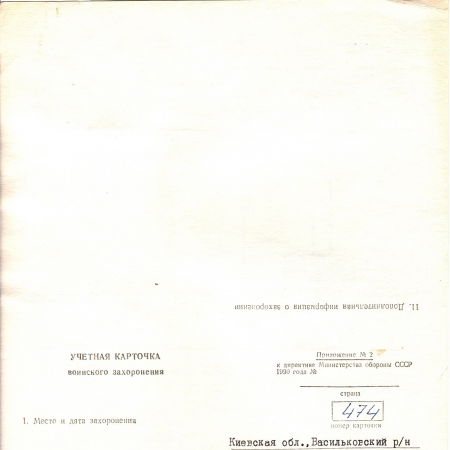 11. Дополнительная информация о захоронении
УЧЕТНАЯ КАРТОЧКА
воинского захоронения
Приложение № 2
к директиве Министерства обороны СССР
1990 года №
страна
474
номер карточки
1. Место и дата захоронения
Киевская обл.,Васильковский р/н